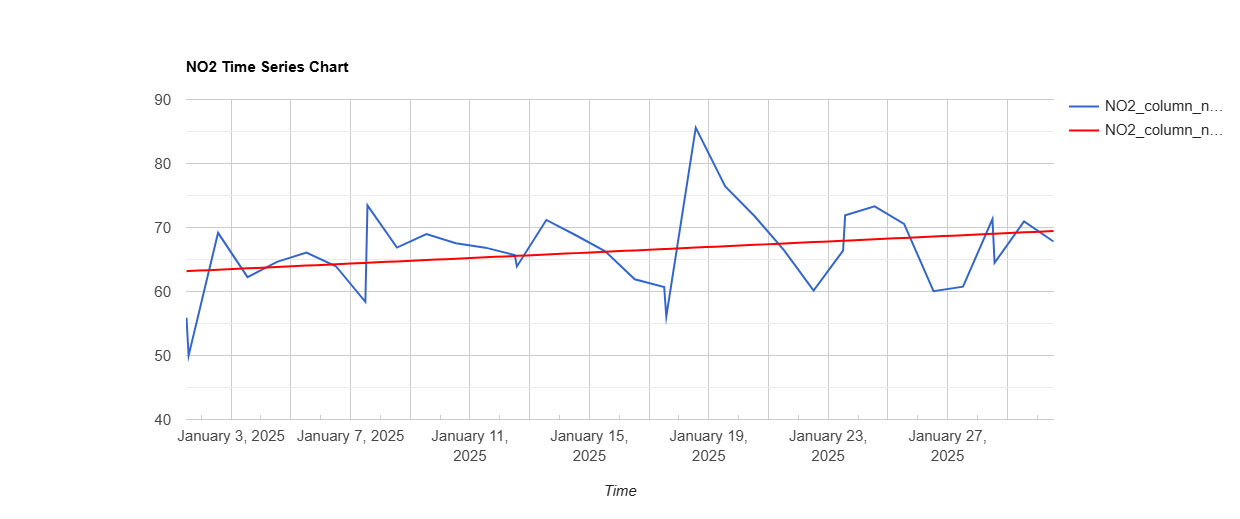 NO2 Time Series Chart
90
80
70
60
50
40
NO2_column_n...
NO2_column_n...
January 3, 2025
January 7, 2025
January 11,
2025
January 15,
2025
January 19,
2025
January 23,
2025
January 27,
2025
Time